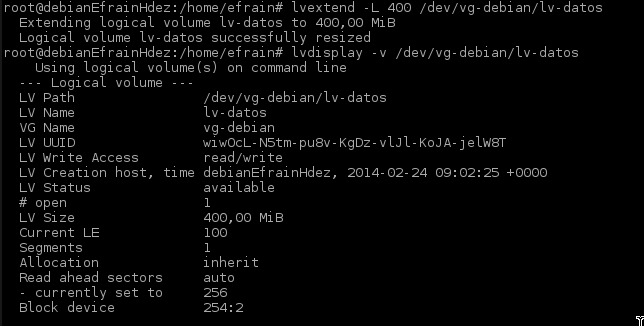 root@debianEfrainHdez:/home/efrain# lvextend -L 400 /dev/vg-debian/lv-datos
Extending logical volume lv-datos to 400,00 MiB
Logical volume lv-datos successfully resized
root@debianEfrainHdez:/home/efrain# lvdisplay -v /dev/vg-debian/lv-datos
Using logical volume(s) on command line
--- Logical volume ---
LV Path /dev/vg-debian/lv-datos
LV Name lv-datos
VG Name vg-debian
LV UUID wiwOcL-N5tm-pu8v-KgDz-vlJl-KoJA-jelW8T
LV Write Access read/write
LV Creation host, time debianEfrainHdez, 2014-02-24 09:02:25 +0000
LV Status available
# open 1
LV Size 400,00 MiB
Current LE 100
Segments 1
Allocation inherit
Read ahead sectors auto
- currently set to 256
Block device 254:2